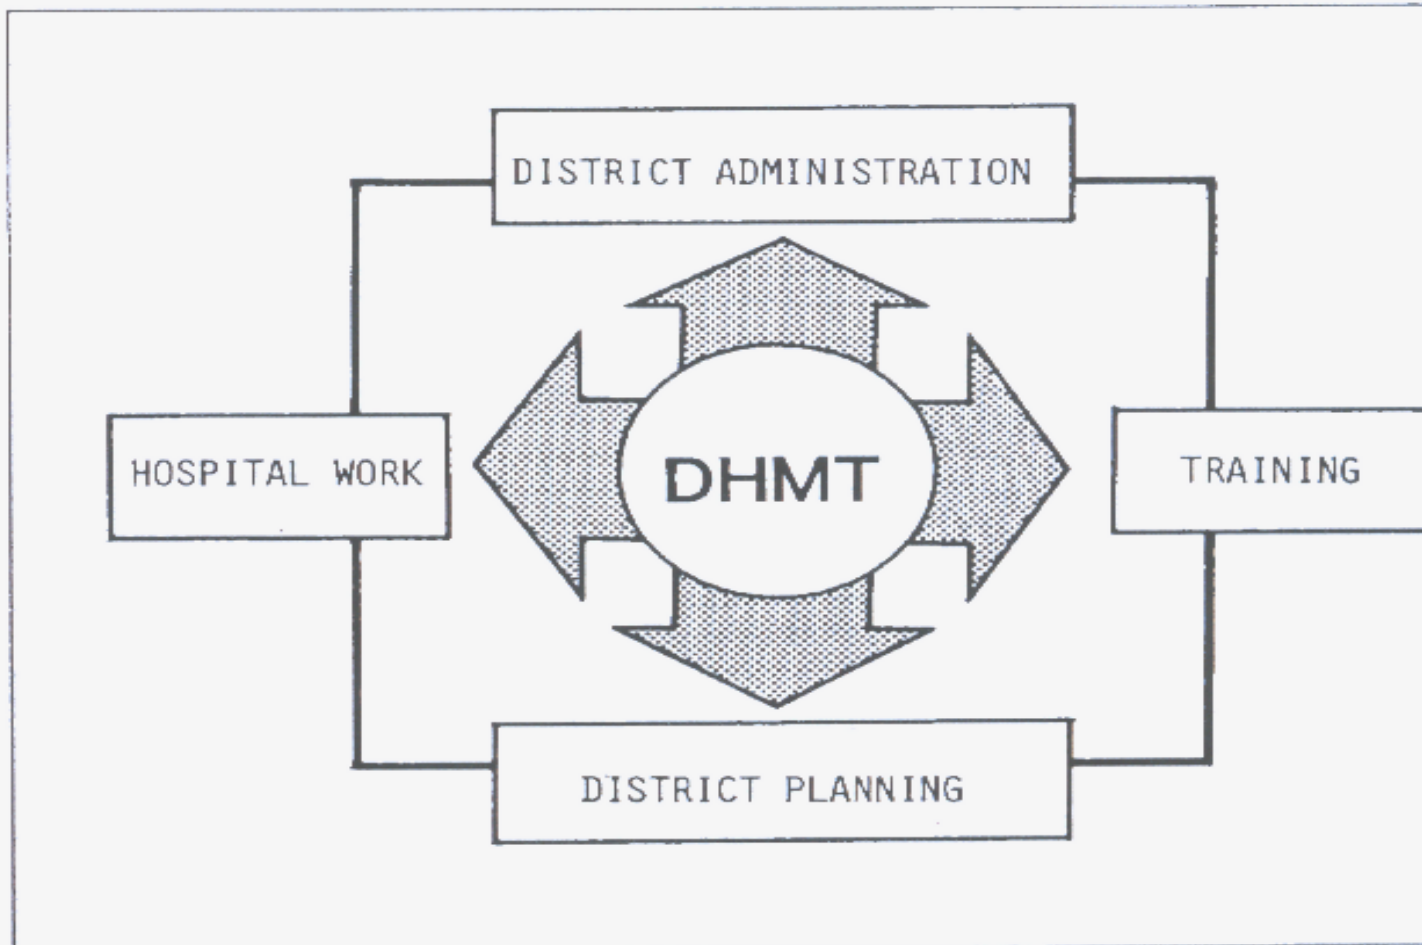 DISTRICT ADMINISTRATION
HOSPITAL WORK
DHMT
TRAINING
DISTRICT PLANNING